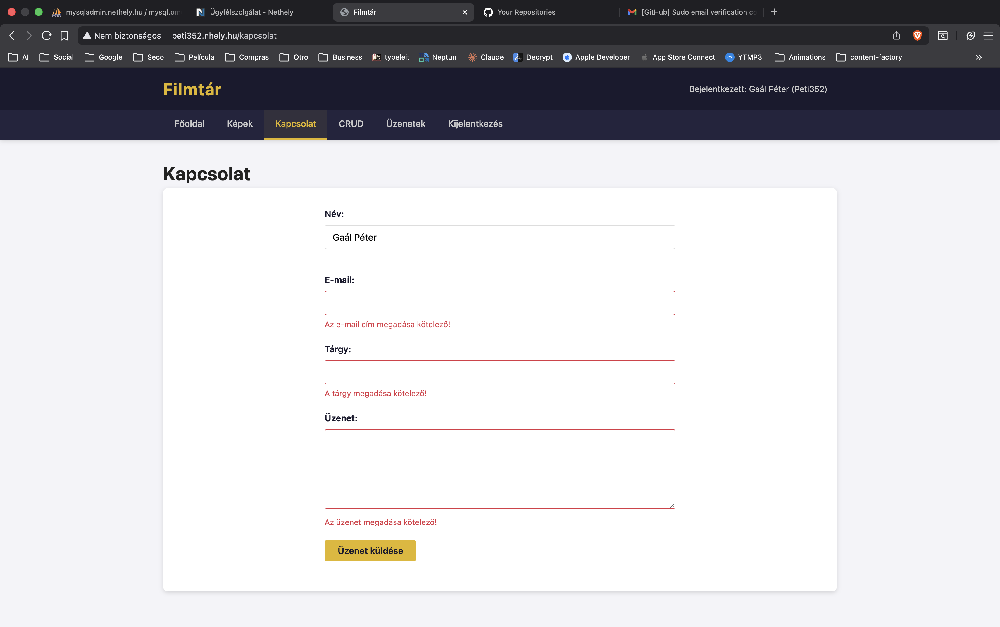 mysqladmin.nethely.hu / mysql.om
Ügyfélszolgálat - Nethely
Filmtár
Your Repositories
[GitHub] Sudo email verification co
Nem biztonságos
peti352.nhely.hu/kapcsolat
AI
Social
Google
Seco
Película
Compras
Otro
Business
typeleit
Neptun
Claude
Decrypt
Apple Developer
App Store Connect
YTMP3
Animations
content-factory
Filmtár
Bejelentkezett: Gaál Péter (Peti352)
Főoldal
Képek
Kapcsolat
CRUD
Üzenetek
Kijelentkezés
Kapcsolat
Név:
Gaál Péter
E-mail:
Az e-mail cím megadása kötelező!
Tárgy:
A tárgy megadása kötelező!
Üzenet:
Az üzenet megadása kötelező!
Üzenet küldése